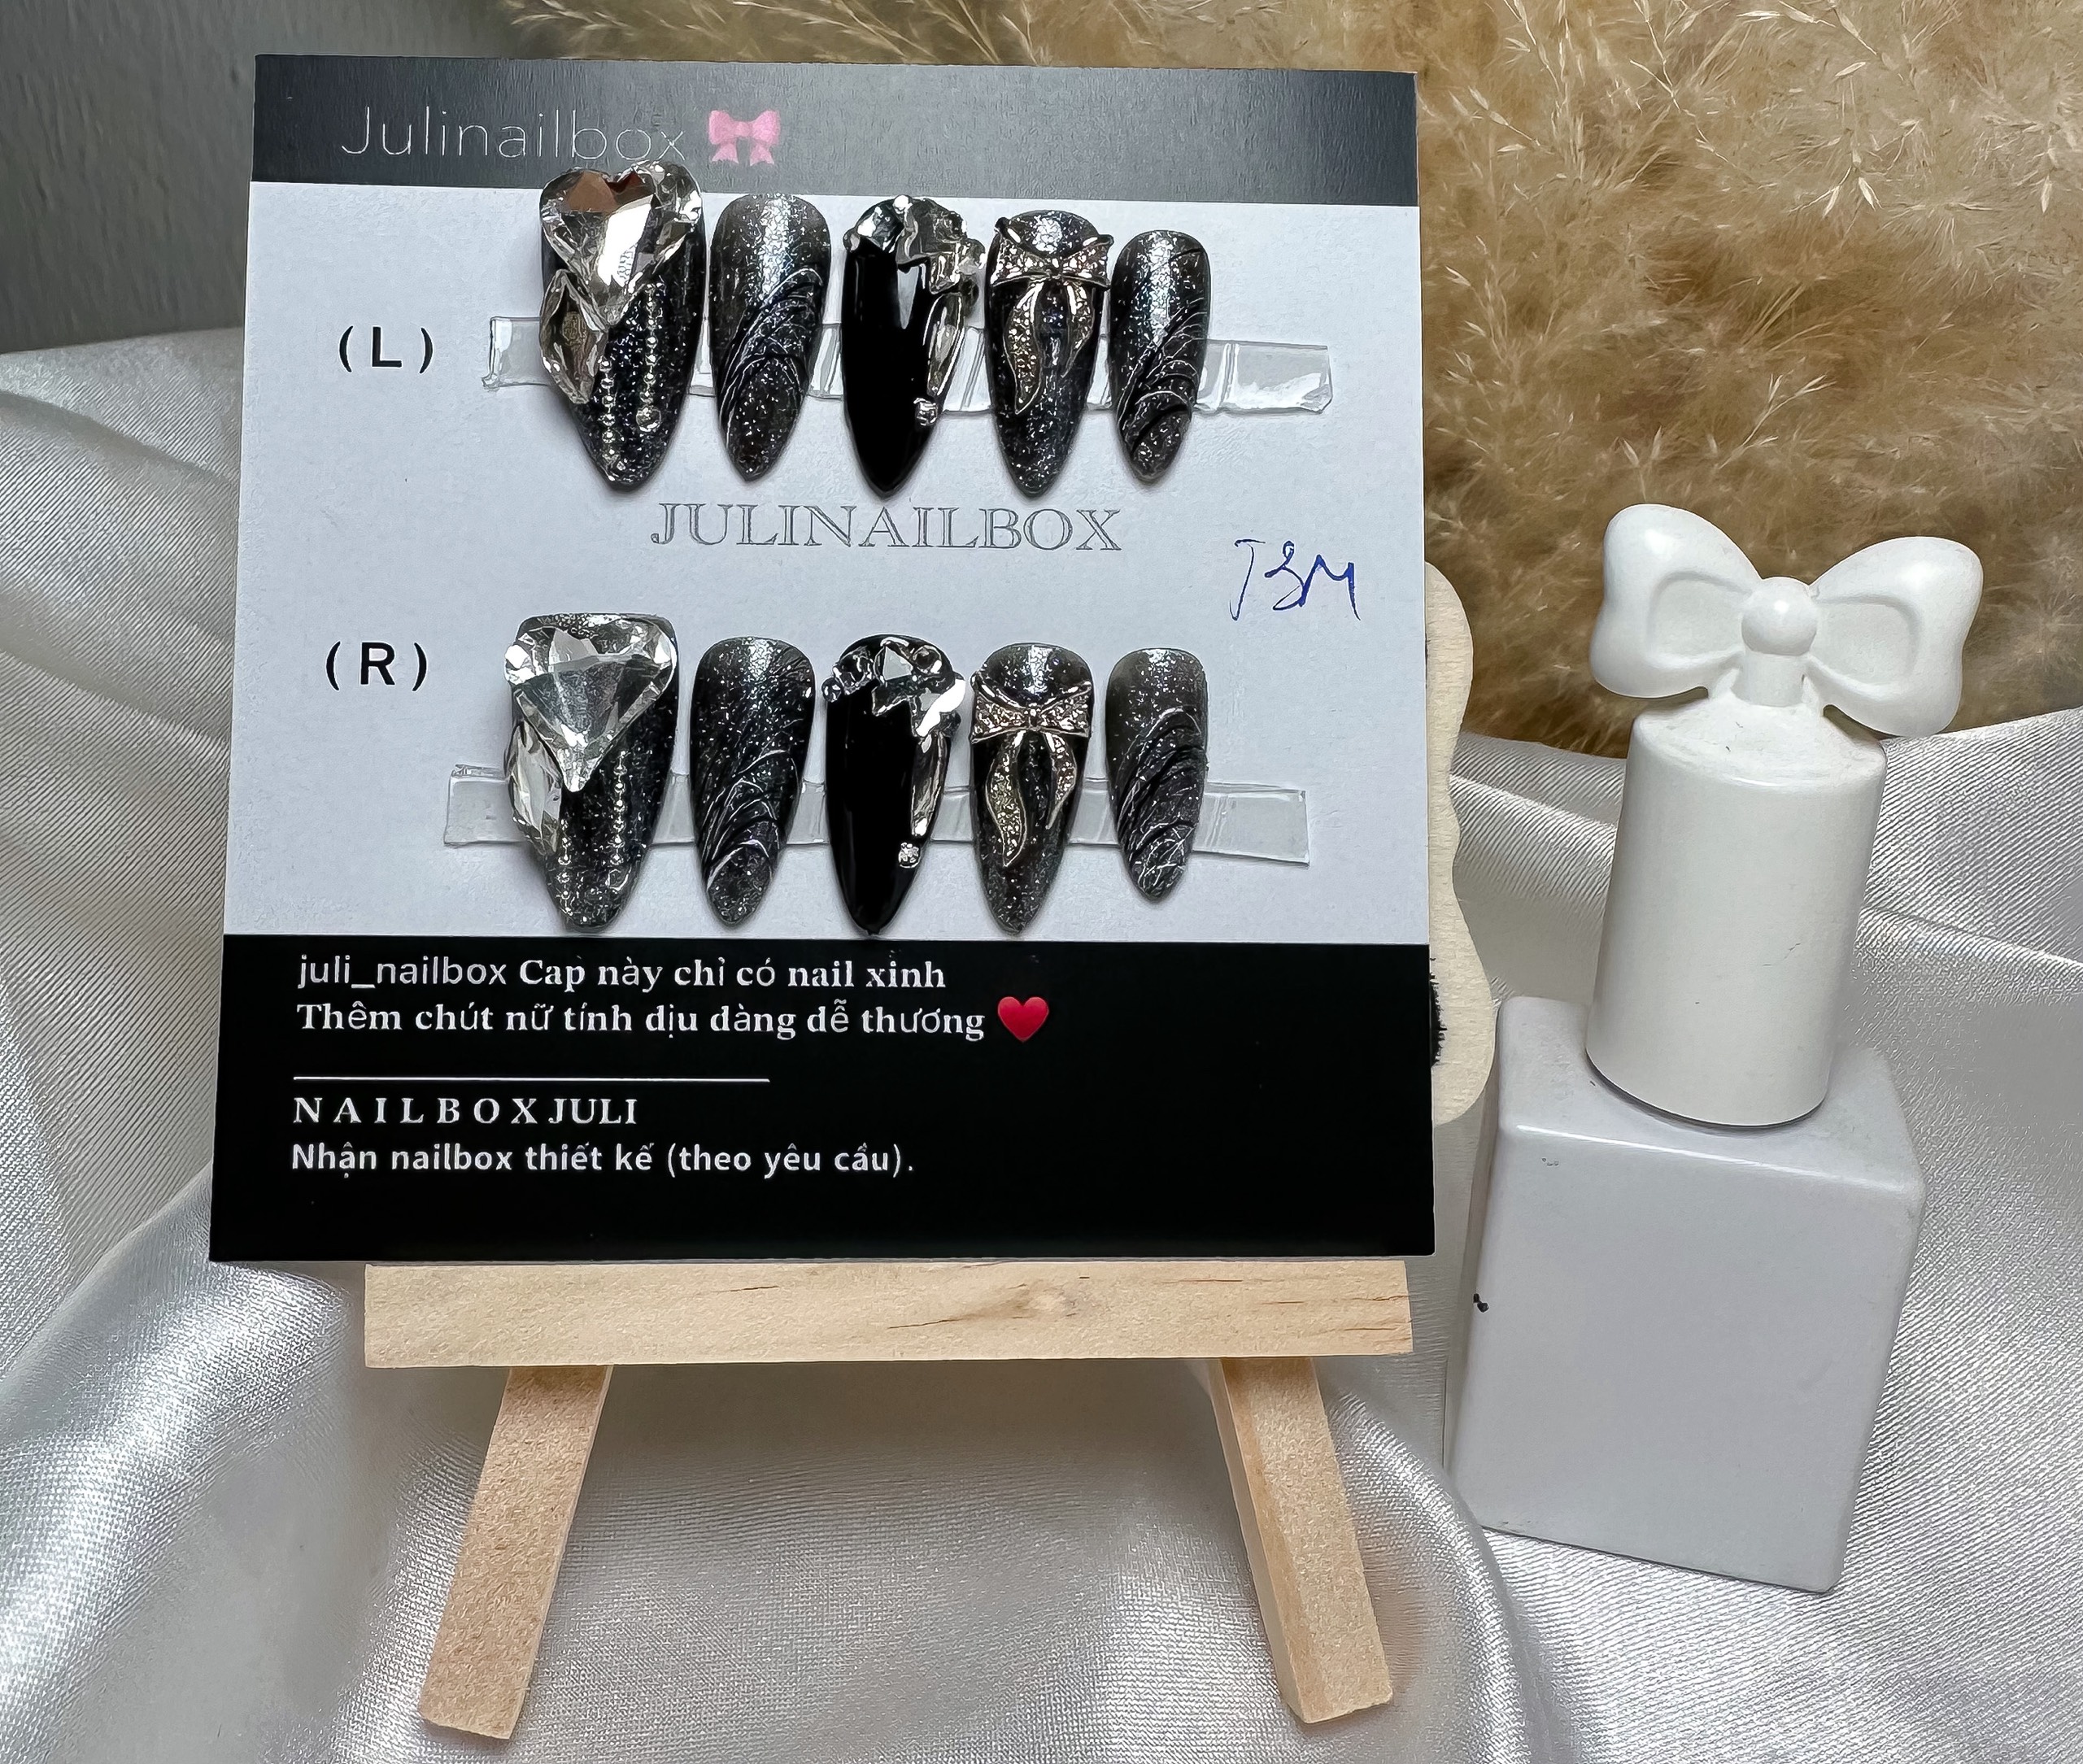 Julinailbox 🎀
(L)
JULINAILBOX
(R)
juli_nailbox Cap này chỉ có nail xinh
Thêm chút nữ tính dịu dàng dễ thương ❤️
N A I L B O X JULI
Nhận nailbox thiết kế (theo yêu cầu).